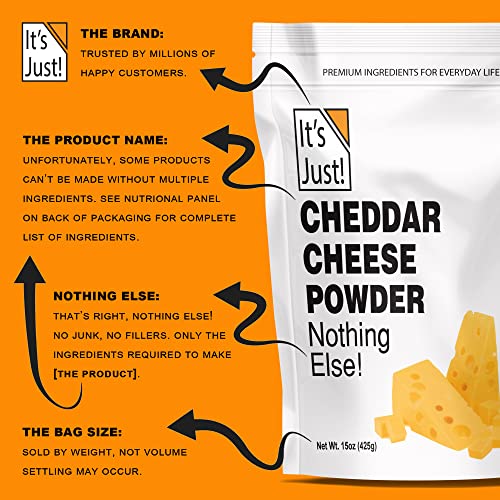 It's
Just!
THE BRAND:
TRUSTED BY MILLIONS OF
HAPPY CUSTOMERS.
THE PRODUCT NAME:
UNFORTUNATELY, SOME PRODUCTS
CAN'T BE MADE WITHOUT MULTIPLE
INGREDIENTS. SEE NUTRIONAL PANEL
ON BACK OF PACKAGING FOR COMPLETE
LIST OF INGREDIENTS.
NOTHING ELSE:
THAT'S RIGHT, NOTHING ELSE!
NO JUNK, NO FILLERS. ONLY THE
INGREDIENTS REQUIRED TO MAKE
[THE PRODUCT].
THE BAG SIZE:
SOLD BY WEIGHT, NOT VOLUME
SETTLING MAY OCCUR.
PREMIUM INGREDIENTS FOR EVERYDAY LIFE
It's
Just!
CHEDDAR
CHEESE
POWDER
Nothing
Else!
Net Wt. 15oz (425g)